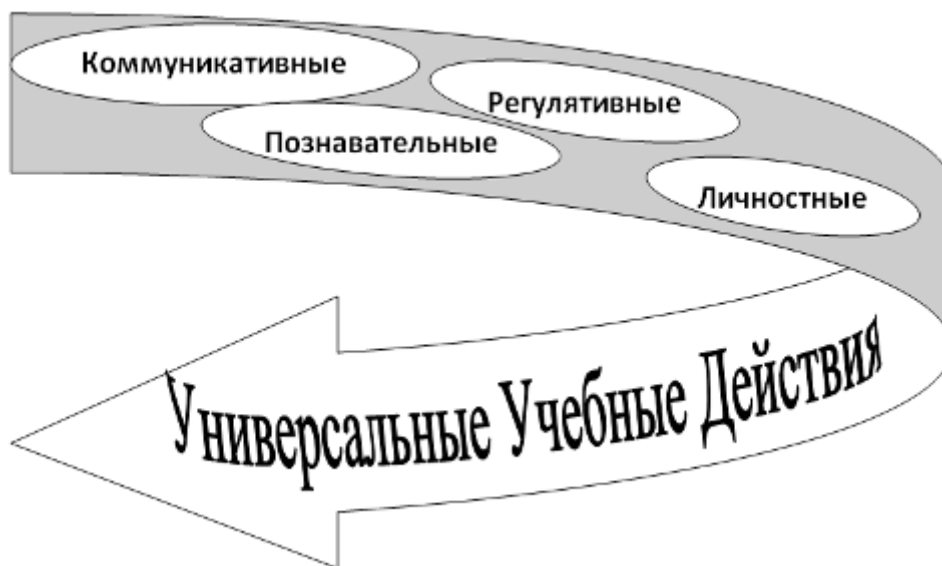 Коммуникативные
Регулятивные
Познавательные
Личностные
Универсальные Учебные Действия